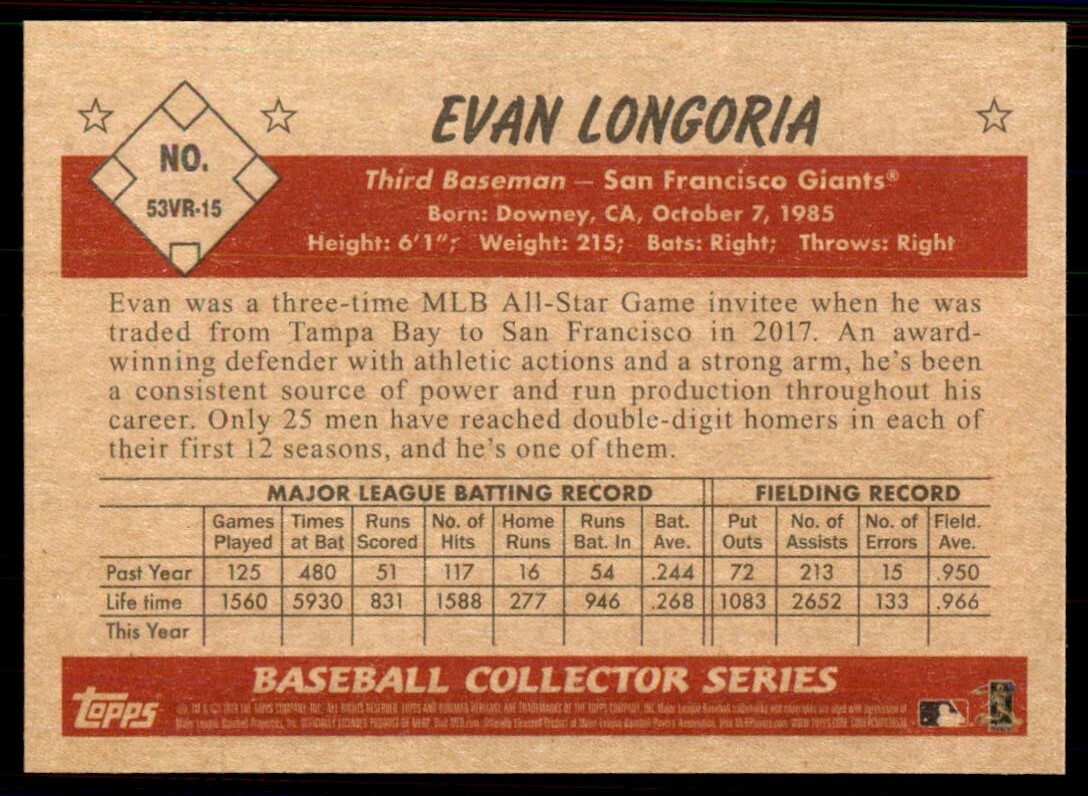 EVAN LONGORIA
NO.
53VR-15
Third Baseman — San Francisco Giants®
Born: Downey, CA, October 7, 1985
Height: 6'1"; Weight: 215; Bats: Right; Throws: Right
Evan was a three-time MLB All-Star Game invitee when he was
traded from Tampa Bay to San Francisco in 2017. An award-
winning defender with athletic actions and a strong arm, he's been
a consistent source of power and run production throughout his
career. Only 25 men have reached double-digit homers in each of
their first 12 seasons, and he's one of them.
MAJOR LEAGUE BATTING RECORD FIELDING RECORD
Games Times Runs No. of Home Runs Bat. Put No. of No. of Field.
Played at Bat Scored Hits Runs Bat. In Ave. Outs Assists Errors Ave.
Past Year 125 480 51 117 16 54 .244 72 213 15 .950
Life time 1560 5930 831 1588 277 946 .268 1083 2652 133 .966
This Year
BASEBALL COLLECTOR SERIES
topps